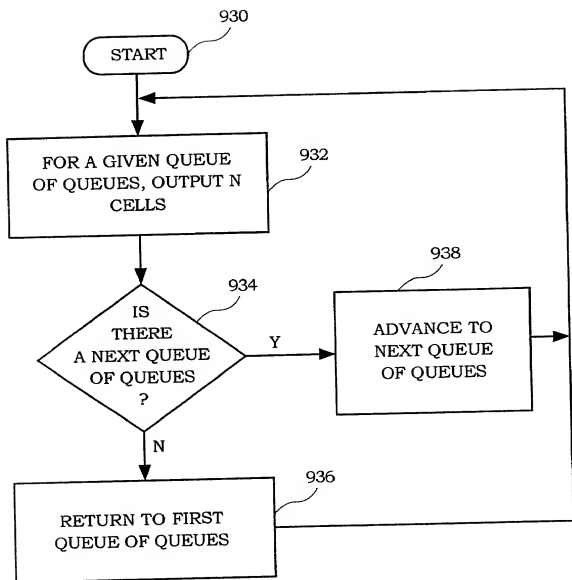 930
START
FOR A GIVEN QUEUE
OF QUEUES, OUTPUT N
CELLS
932
934
IS
THERE
A NEXT QUEUE
OF QUEUES
?
Y
938
ADVANCE TO
NEXT QUEUE
OF QUEUES
N
936
RETURN TO FIRST
QUEUE OF QUEUES